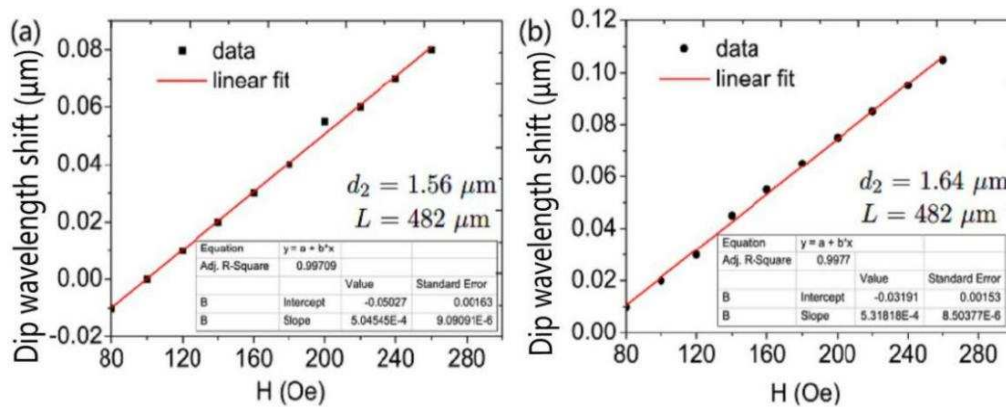 (a)
data
linear fit
Dip wavelength shift (μm)
0.08
0.06
0.04
0.02
0.00
-0.02
d₂ = 1.56 μm
L = 482 μm
Equation y = a + b*x
Adj. R-Square 0.99709
Value Standard Error
B Intercept -0.05027 0.00163
B Slope 5.04545E-4 9.09091E-6
80 120 160 200 240 280
H (Oe)
(b)
data
linear fit
Dip wavelength shift (μm)
0.12
0.10
0.08
0.06
0.04
0.02
0.00
d₂ = 1.64 μm
L = 482 μm
Equation y = a + b*x
Adj. R-Square 0.9977
Value Standard Error
B Intercept -0.03191 0.00153
B Slope 5.31818E-4 8.50377E-6
80 120 160 200 240 280
H (Oe)